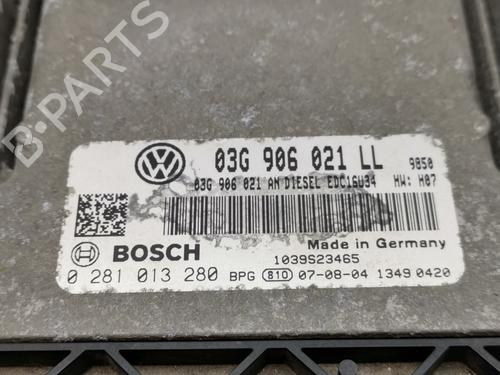 B-PARTS
03G 906 021 LL 9850
03G 906 021 AN DIESEL EDC16U34 HW: H07
BOSCH
Made in Germany
1039S23465
0 281 013 280 BPG 810 07-08-04 1349 0420